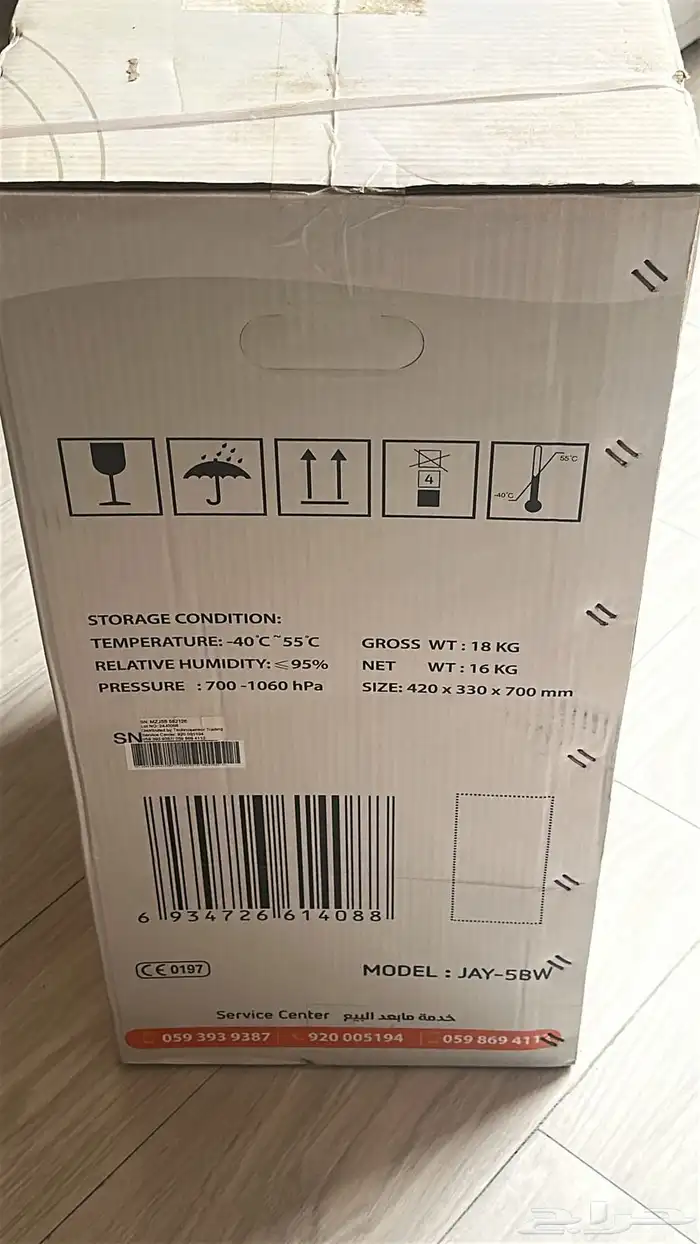 55°C
4
-40°C
STORAGE CONDITION:
TEMPERATURE: -40°C ~ 55°C
RELATIVE HUMIDITY: ≤ 95%
PRESSURE : 700 -1060 hPa
GROSS WT : 18 KG
NET WT : 16 KG
SIZE: 420 x 330 x 700 mm
SN
6 934726 614088
CE 0197
MODEL : JAY-5BW
Service Center خدمة مابعد البيع
059 393 9387 920 005194 059 869 411
حراج